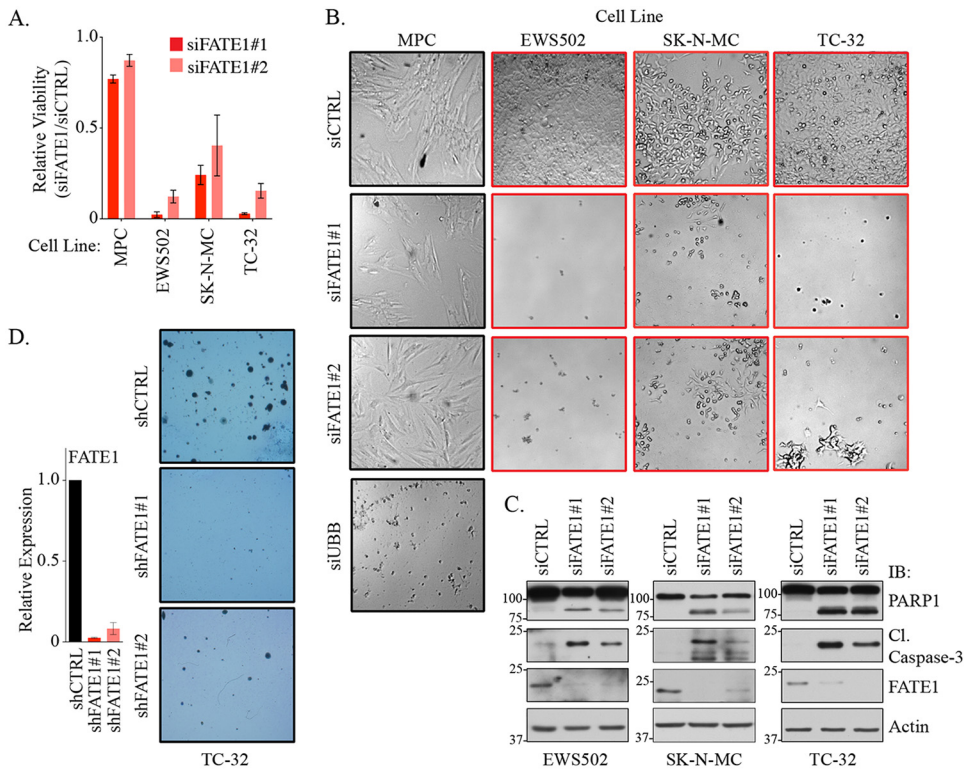 A.
Relative Viability
(siFATE1/siCTRL)
1.0
0.5
0
siFATE1#1
siFATE1#2
Cell Line:
MPC
EWS502
SK-N-MC
TC-32
B.
Cell Line
MPC
EWS502
SK-N-MC
TC-32
siCTRL
siFATE1#1
siFATE1#2
siUBB
C.
siCTRL
siFATE1#1
siFATE1#2
siCTRL
siFATE1#1
siFATE1#2
siCTRL
siFATE1#1
siFATE1#2
IB:
100
75
100
75
100
75
PARP1
25
25
25
Cl.
Caspase-3
25
25
25
FATE1
37
37
37
Actin
EWS502
SK-N-MC
TC-32
D.
FATE1
Relative Expression
1.0
0.5
0
shCTRL
shFATE1#1
shFATE1#2
shCTRL
shFATE1#1
shFATE1#2
TC-32